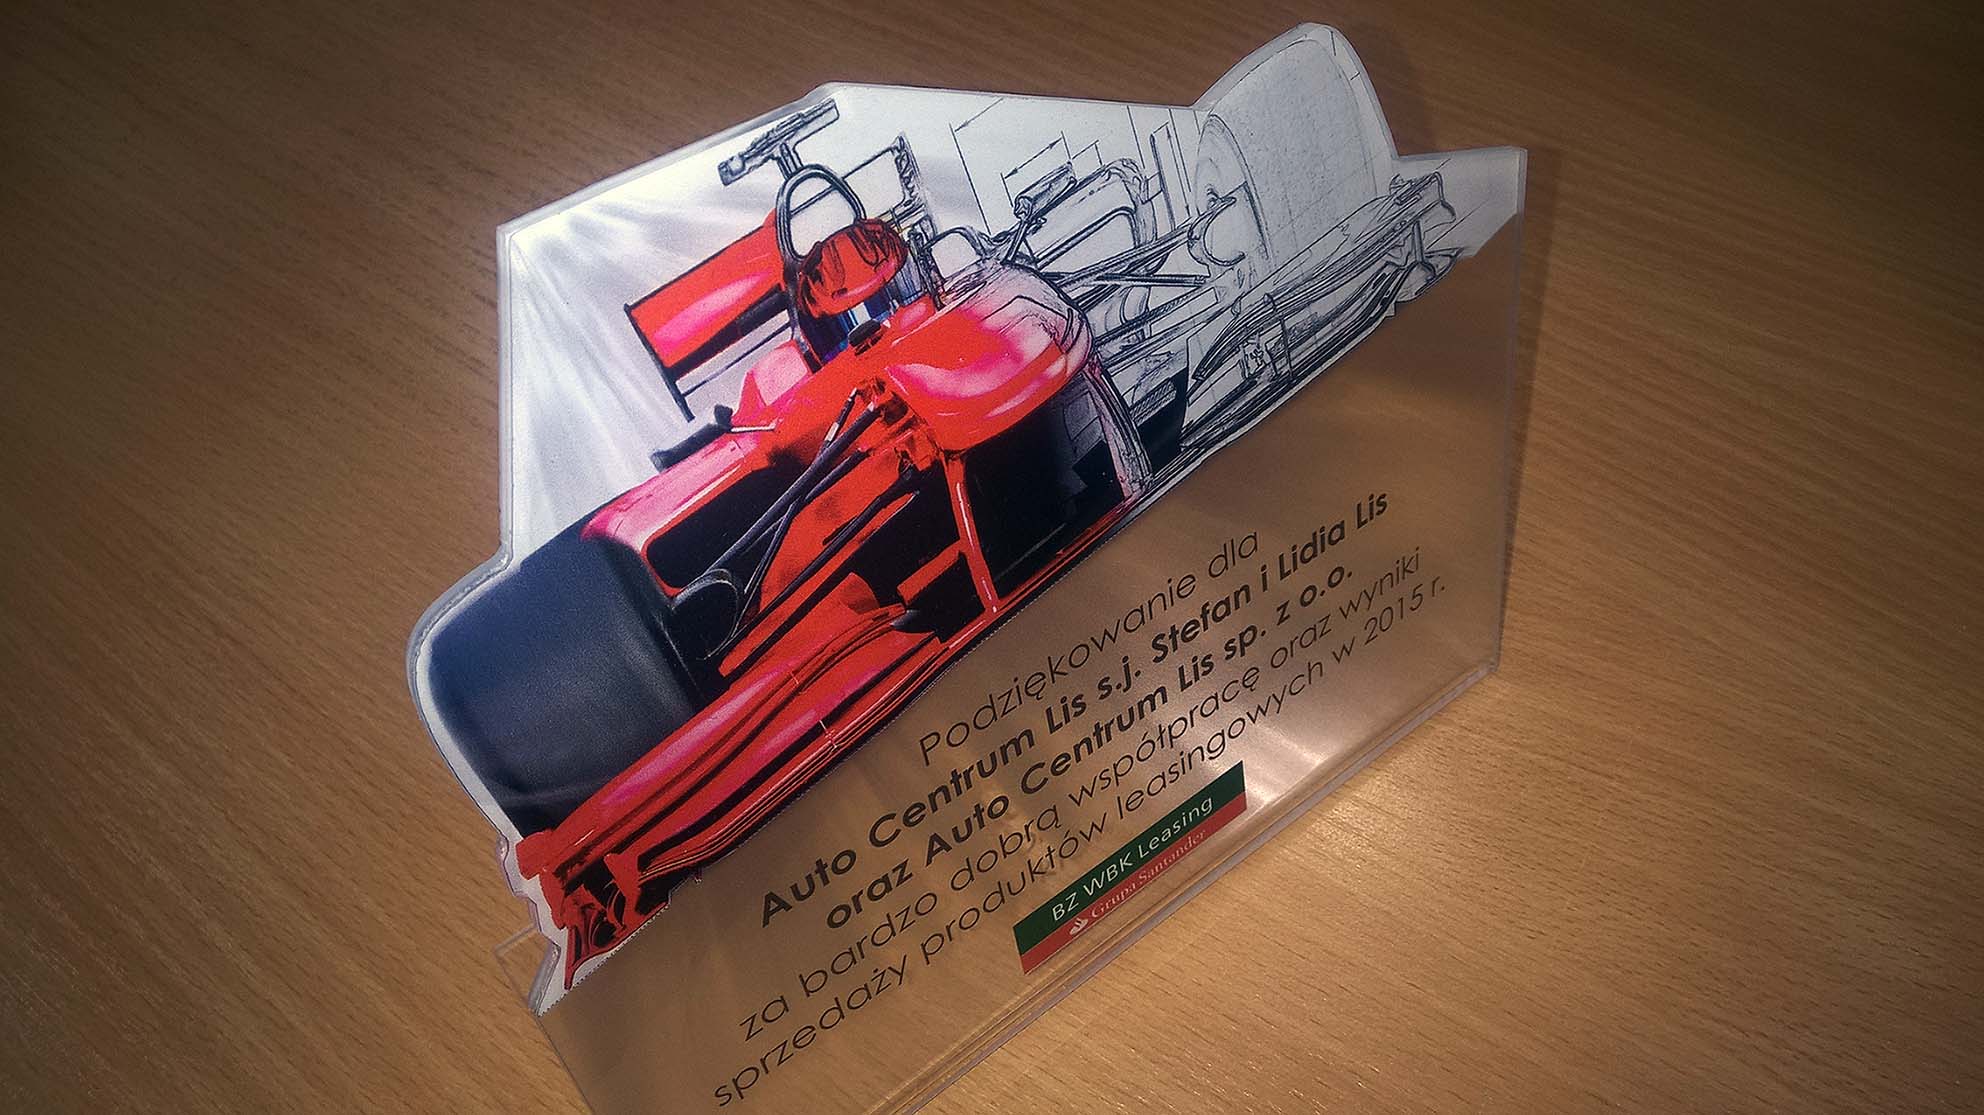 Podziękowanie dla
Auto Centrum Lis s.j. Stefan i Lidia Lis
oraz Auto Centrum Lis sp. z o.o.
za bardzo dobrą współpracę oraz wyniki
sprzedaży produktów leasingowych w 2015 r.
BZ WBK Leasing
Grupa Santander